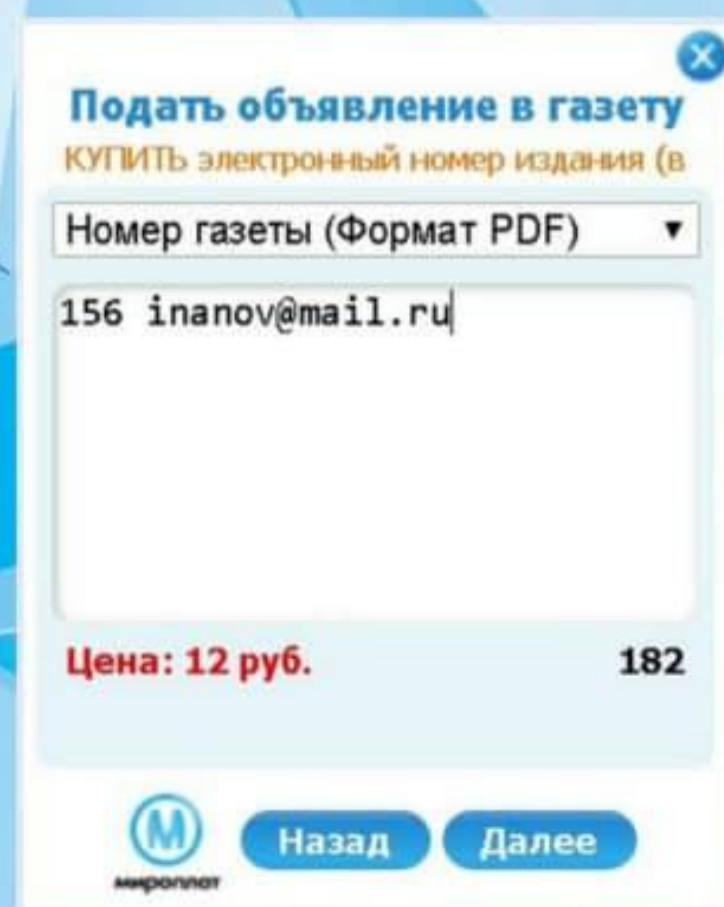 Подать объявление в газету
КУПИТЬ электронный номер издания (в
Номер газеты (Формат PDF)
156 inanov@mail.ru
Цена: 12 руб. 182
М
мироплат
Назад Далее